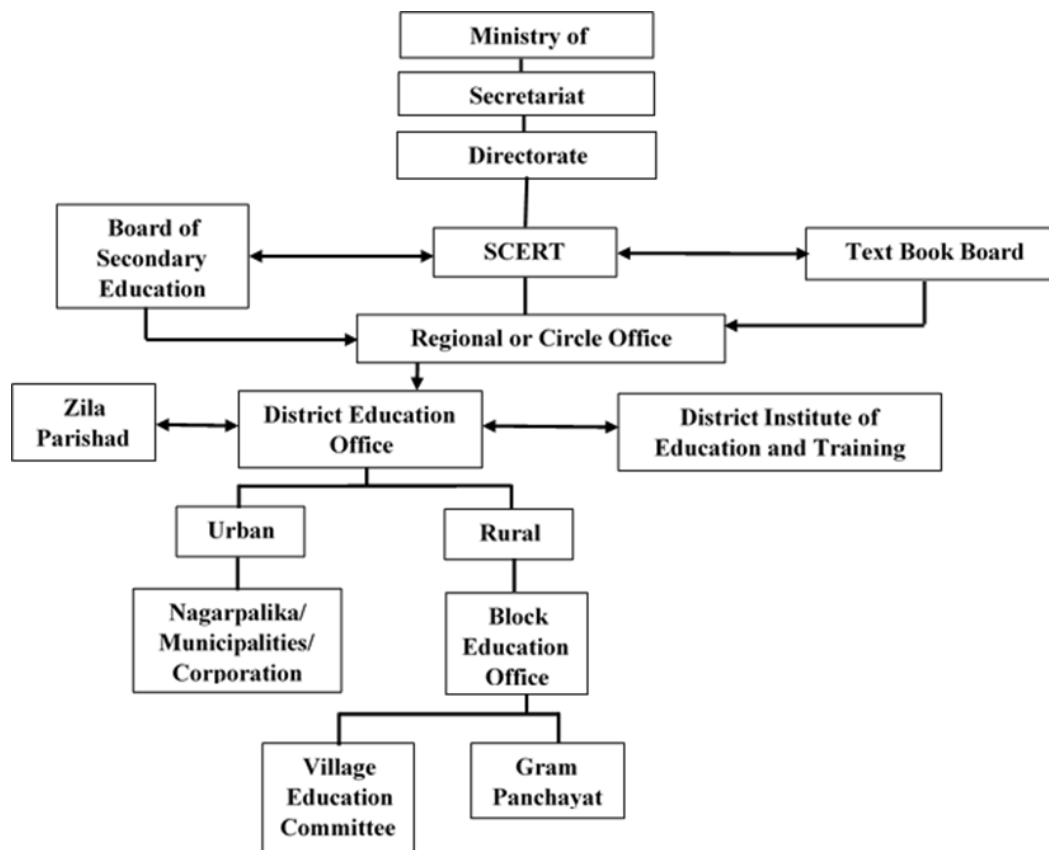 Ministry of
Secretariat
Directorate
Board of
Secondary
Education
SCERT
Text Book Board
Regional or Circle Office
Zila
Parishad
District Education
Office
District Institute of
Education and Training
Urban
Rural
Nagarpalika/
Municipalities/
Corporation
Block
Education
Office
Village
Education
Committee
Gram
Panchayat